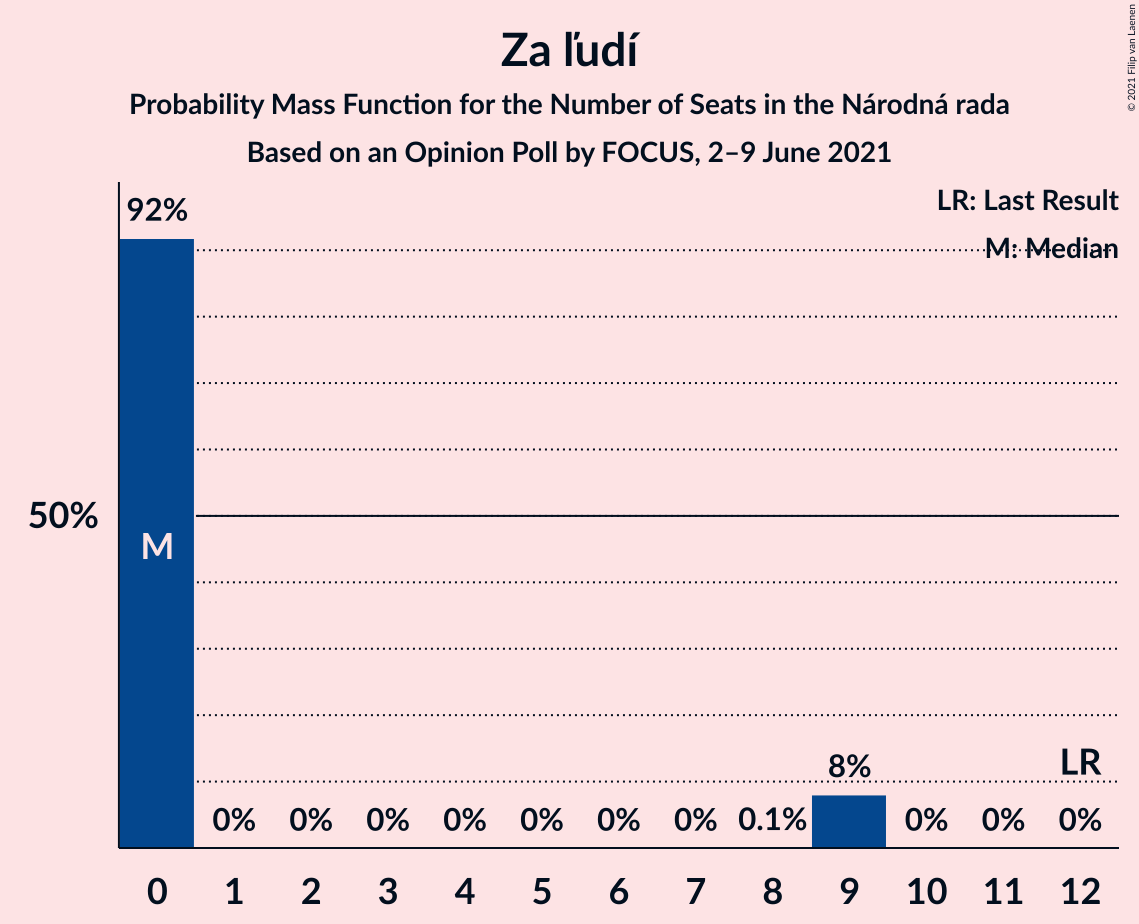 Za ľudí
Probability Mass Function for the Number of Seats in the Národná rada
Based on an Opinion Poll by FOCUS, 2–9 June 2021
© 2021 Filip van Laenen
LR: Last Result
M: Median
92%
50%
M
8%
LR
0% 0% 0% 0% 0% 0% 0% 0.1% 0% 0% 0%
0 1 2 3 4 5 6 7 8 9 10 11 12